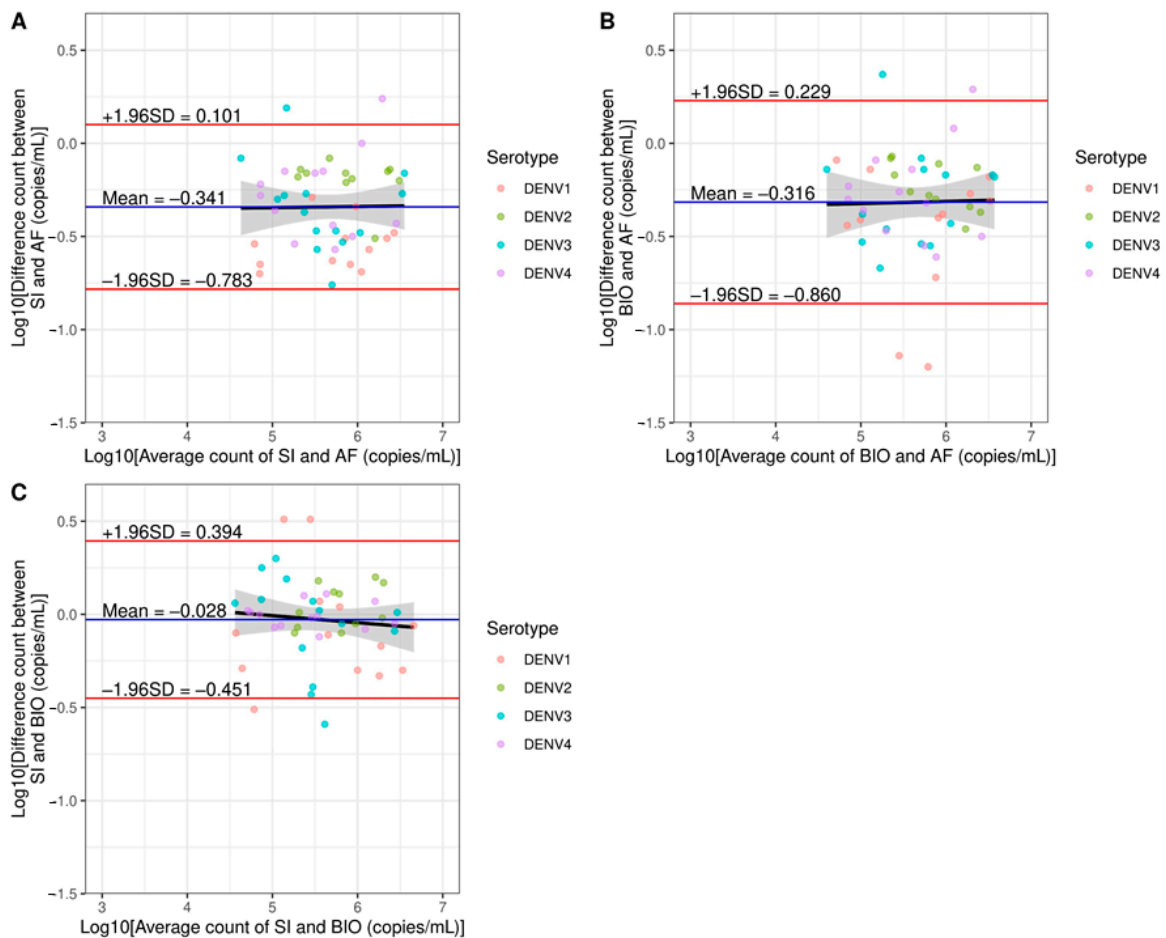 A
Log10[Difference count between
SI and AF (copies/mL)]
0.5
0.0
−0.5
−1.0
−1.5
+1.96SD = 0.101
Mean = −0.341
−1.96SD = −0.783
3 4 5 6 7
Log10[Average count of SI and AF (copies/mL)]
Serotype
DENV1
DENV2
DENV3
DENV4
B
Log10[Difference count between
BIO and AF (copies/mL)]
0.5
0.0
−0.5
−1.0
−1.5
+1.96SD = 0.229
Mean = −0.316
−1.96SD = −0.860
3 4 5 6 7
Log10[Average count of BIO and AF (copies/mL)]
Serotype
DENV1
DENV2
DENV3
DENV4
C
Log10[Difference count between
SI and BIO (copies/mL)]
0.5
0.0
−0.5
−1.0
−1.5
+1.96SD = 0.394
Mean = −0.028
−1.96SD = −0.451
3 4 5 6 7
Log10[Average count of SI and BIO (copies/mL)]
Serotype
DENV1
DENV2
DENV3
DENV4